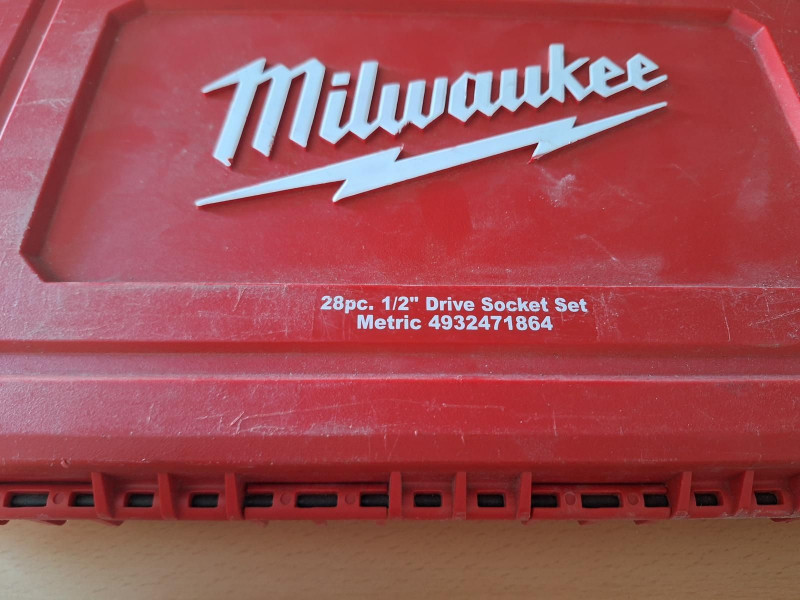 Milwaukee
28pc. 1/2" Drive Socket Set
Metric 4932471864